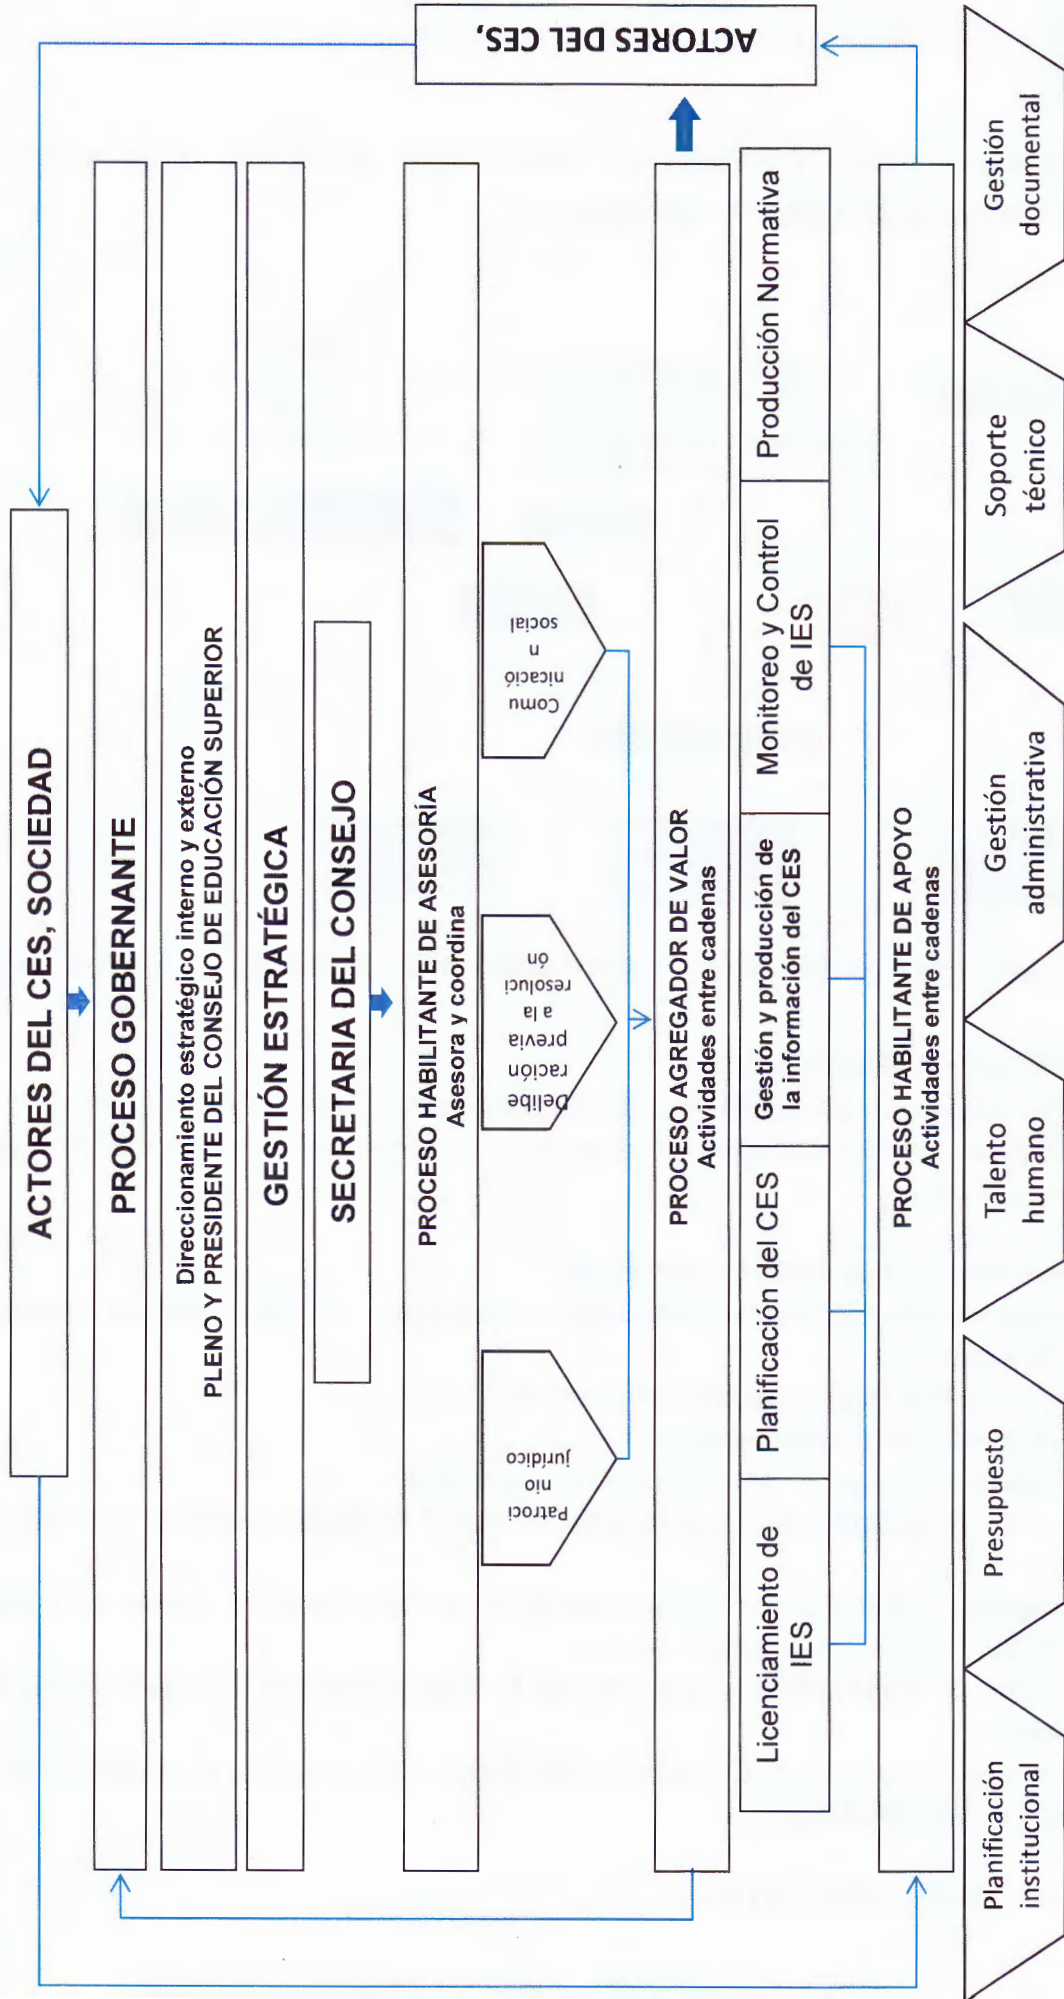 ACTORES DEL CES, SOCIEDAD
PROCESO GOBERNANTE
Direccionamiento estratégico interno y externo
PLENO Y PRESIDENTE DEL CONSEJO DE EDUCACIÓN SUPERIOR
GESTIÓN ESTRATÉGICA
SECRETARIA DEL CONSEJO
PROCESO HABILITANTE DE ASESORÍA
Asesora y coordina
Patroci
nio
jurídico
Delibe
ración
previa
a la
resoluci
ón
Comu
nicació
n
social
PROCESO AGREGADOR DE VALOR
Actividades entre cadenas
Licenciamiento de
IES
Planificación del CES
Gestión y producción de
la información del CES
Monitoreo y Control
de IES
Producción Normativa
PROCESO HABILITANTE DE APOYO
Actividades entre cadenas
Planificación
institucional
Presupuesto
Talento
humano
Gestión
administrativa
Soporte
técnico
Gestión
documental
ACTORES DEL CES,